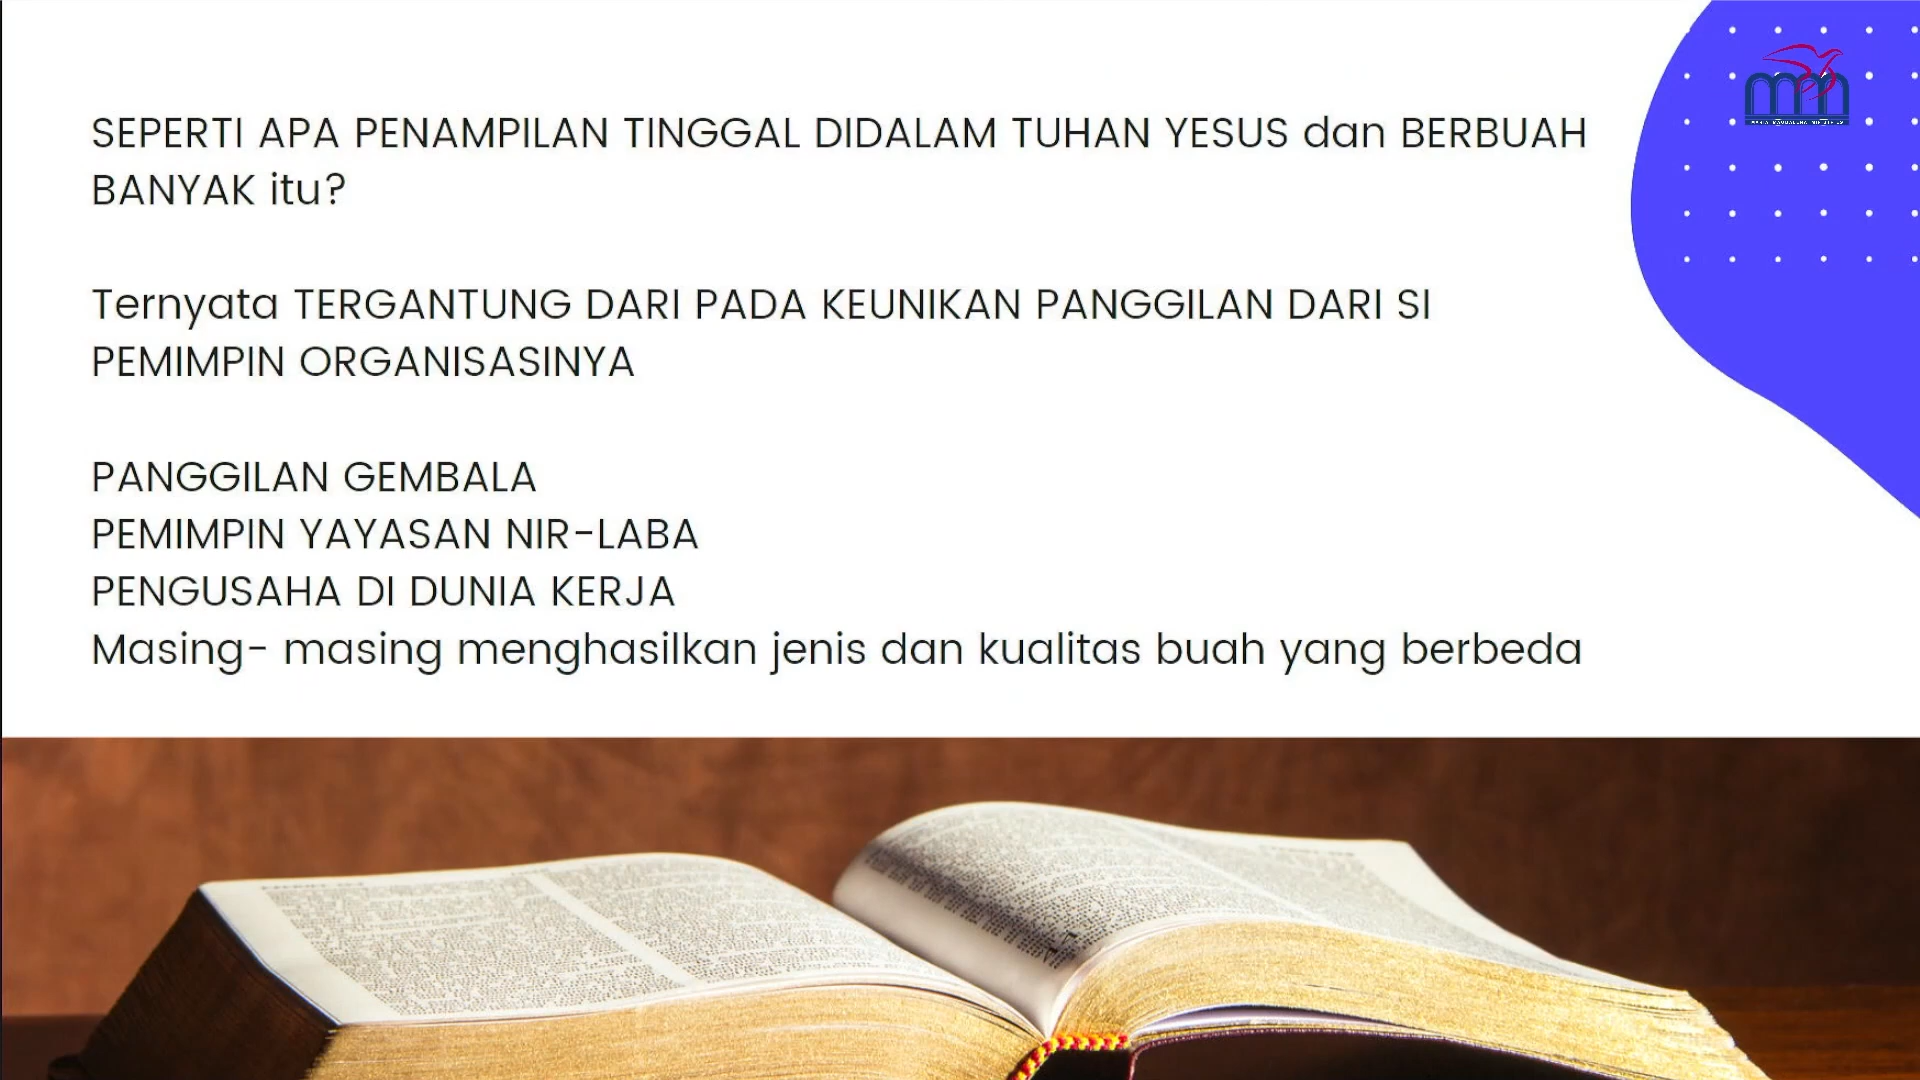 SEPERTI APA PENAMPILAN TINGGAL DIDALAM TUHAN YESUS dan BERBUAH
BANYAK itu?
Ternyata TERGANTUNG DARI PADA KEUNIKAN PANGGILAN DARI SI
PEMIMPIN ORGANISASINYA
PANGGILAN GEMBALA
PEMIMPIN YAYASAN NIR-LABA
PENGUSAHA DI DUNIA KERJA
Masing- masing menghasilkan jenis dan kualitas buah yang berbeda